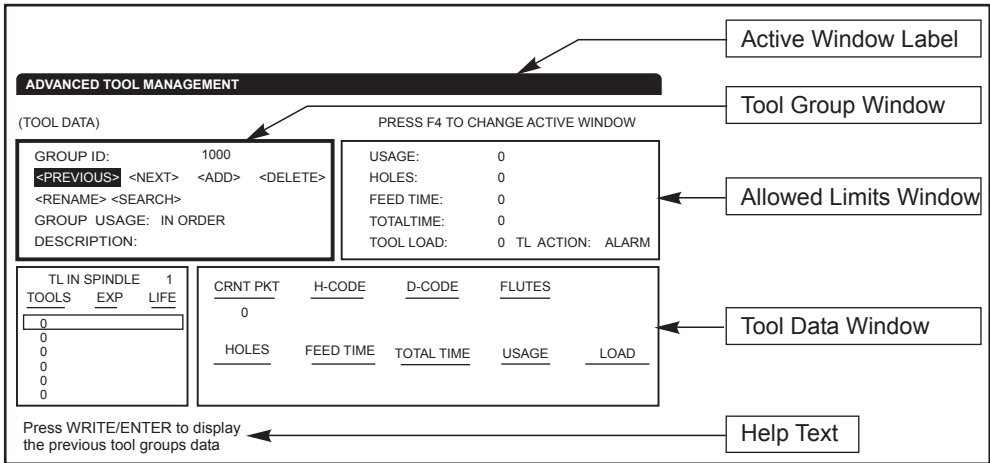 Active Window Label
ADVANCED TOOL MANAGEMENT
Tool Group Window
(TOOL DATA) PRESS F4 TO CHANGE ACTIVE WINDOW
GROUP ID: 1000
<PREVIOUS> <NEXT> <ADD> <DELETE>
<RENAME> <SEARCH>
GROUP USAGE: IN ORDER
DESCRIPTION:
USAGE: 0
HOLES: 0
FEED TIME: 0
TOTALTIME: 0
TOOL LOAD: 0 TL ACTION: ALARM
Allowed Limits Window
TL IN SPINDLE 1
TOOLS EXP LIFE
0
0
0
0
0
0
CRNT PKT H-CODE D-CODE FLUTES
0
HOLES FEED TIME TOTAL TIME USAGE LOAD
Tool Data Window
Press WRITE/ENTER to display
the previous tool groups data
Help Text